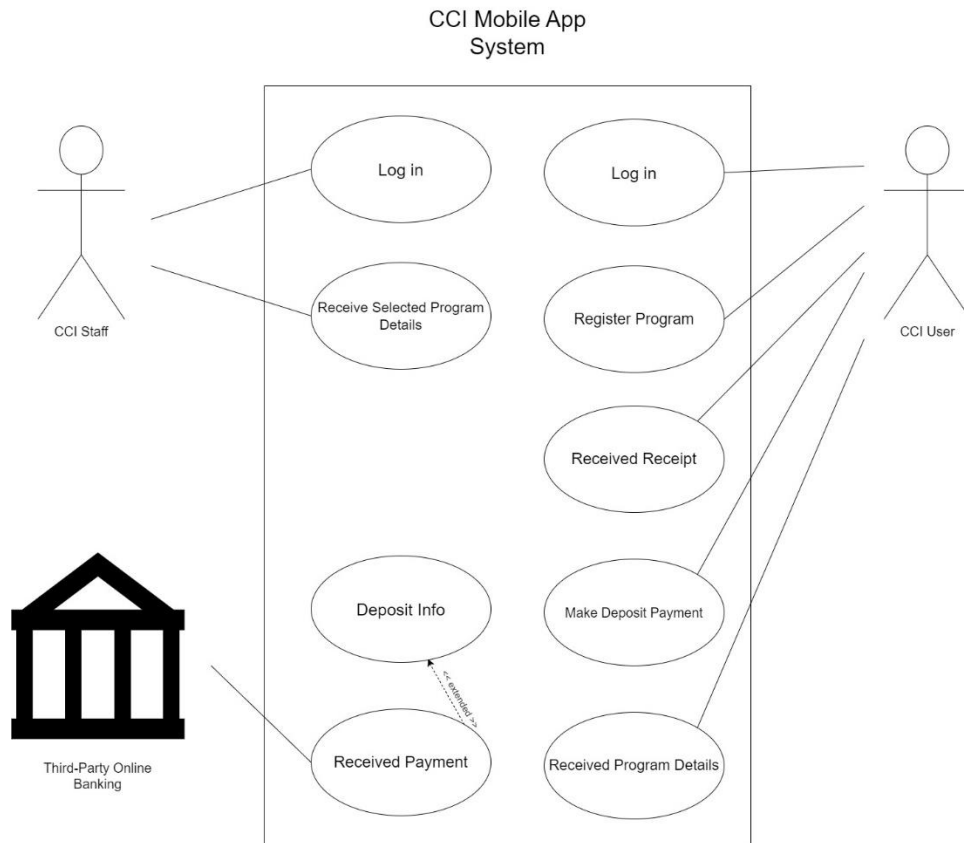 CCI Mobile App
System
Log in
Log in
Receive Selected Program
Details
Register Program
CCI Staff
CCI User
Received Receipt
Deposit Info
Make Deposit Payment
<< extended >>
Received Payment
Received Program Details
Third-Party Online
Banking